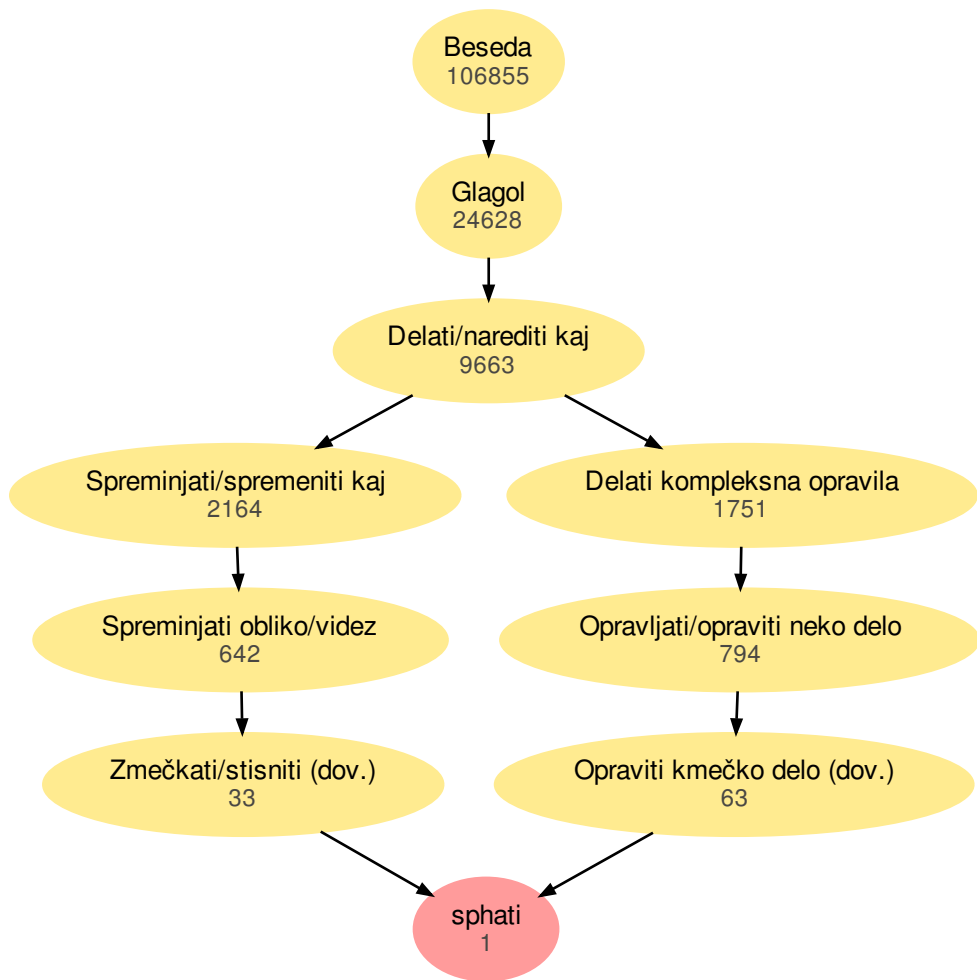 Beseda
106855
Glagol
24628
Delati/narediti kaj
9663
Spreminjati/spremeniti kaj
2164
Delati kompleksna opravila
1751
Spreminjati obliko/videz
642
Opravljati/opraviti neko delo
794
Zmečkati/stisniti (dov.)
33
Opraviti kmečko delo (dov.)
63
sphati
1